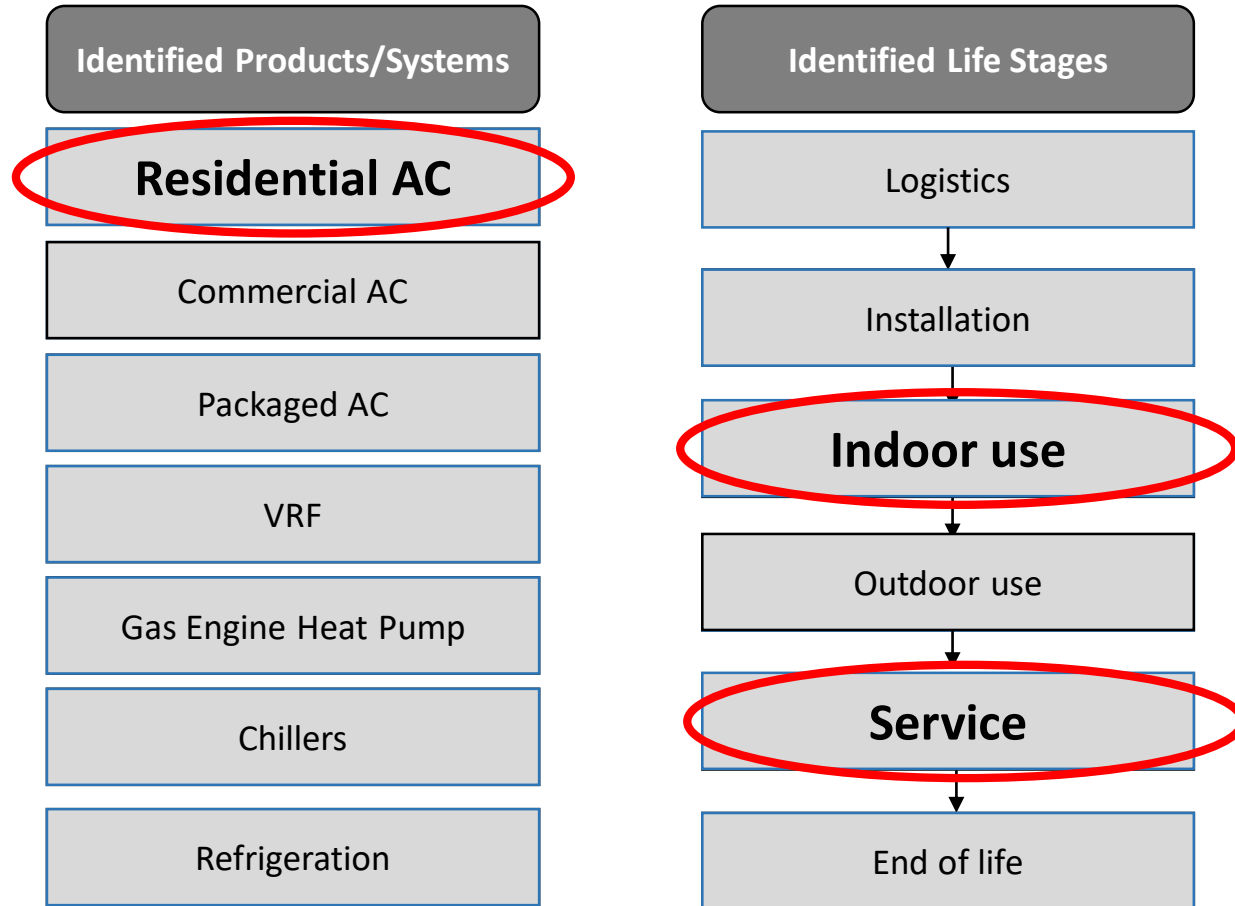 Identified Products/Systems
Residential AC
Commercial AC
Packaged AC
VRF
Gas Engine Heat Pump
Chillers
Refrigeration
Identified Life Stages
Logistics
Installation
Indoor use
Outdoor use
Service
End of life